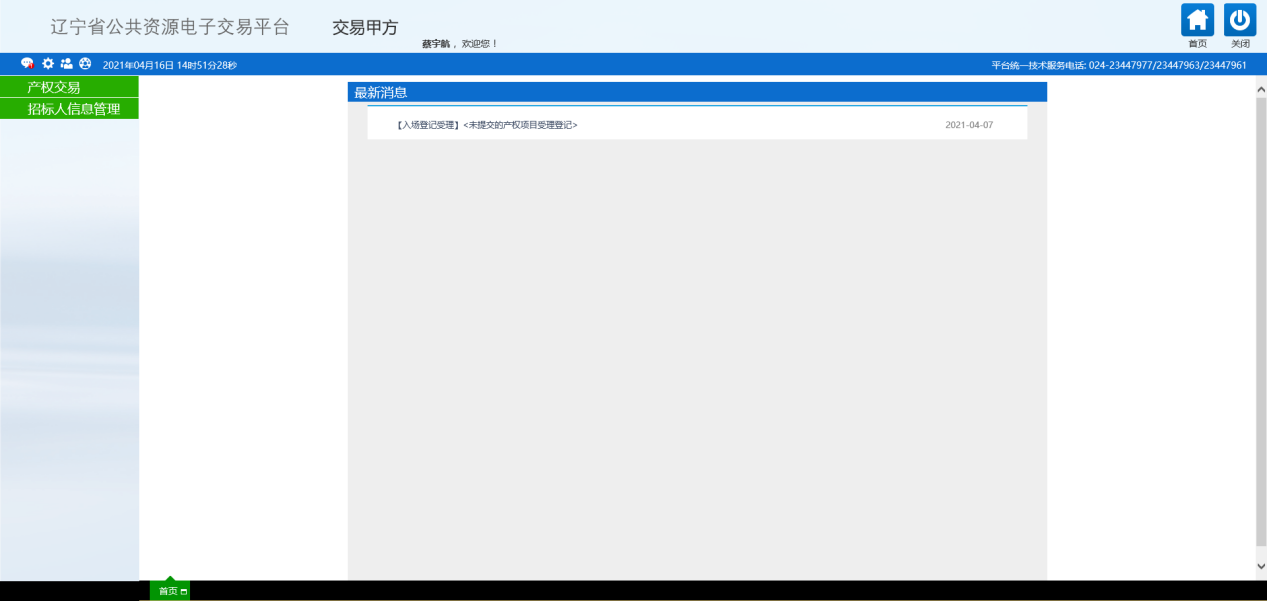 辽宁省公共资源电子交易平台 交易甲方
蔡宇航，欢迎您！
首页 关闭
2021年04月16日 14时51分28秒 平台统一技术服务电话: 024-23447977/23447963/23447961
产权交易
招标人信息管理
最新消息
【入场登记受理】<未提交的产权项目受理登记> 2021-04-07
首页